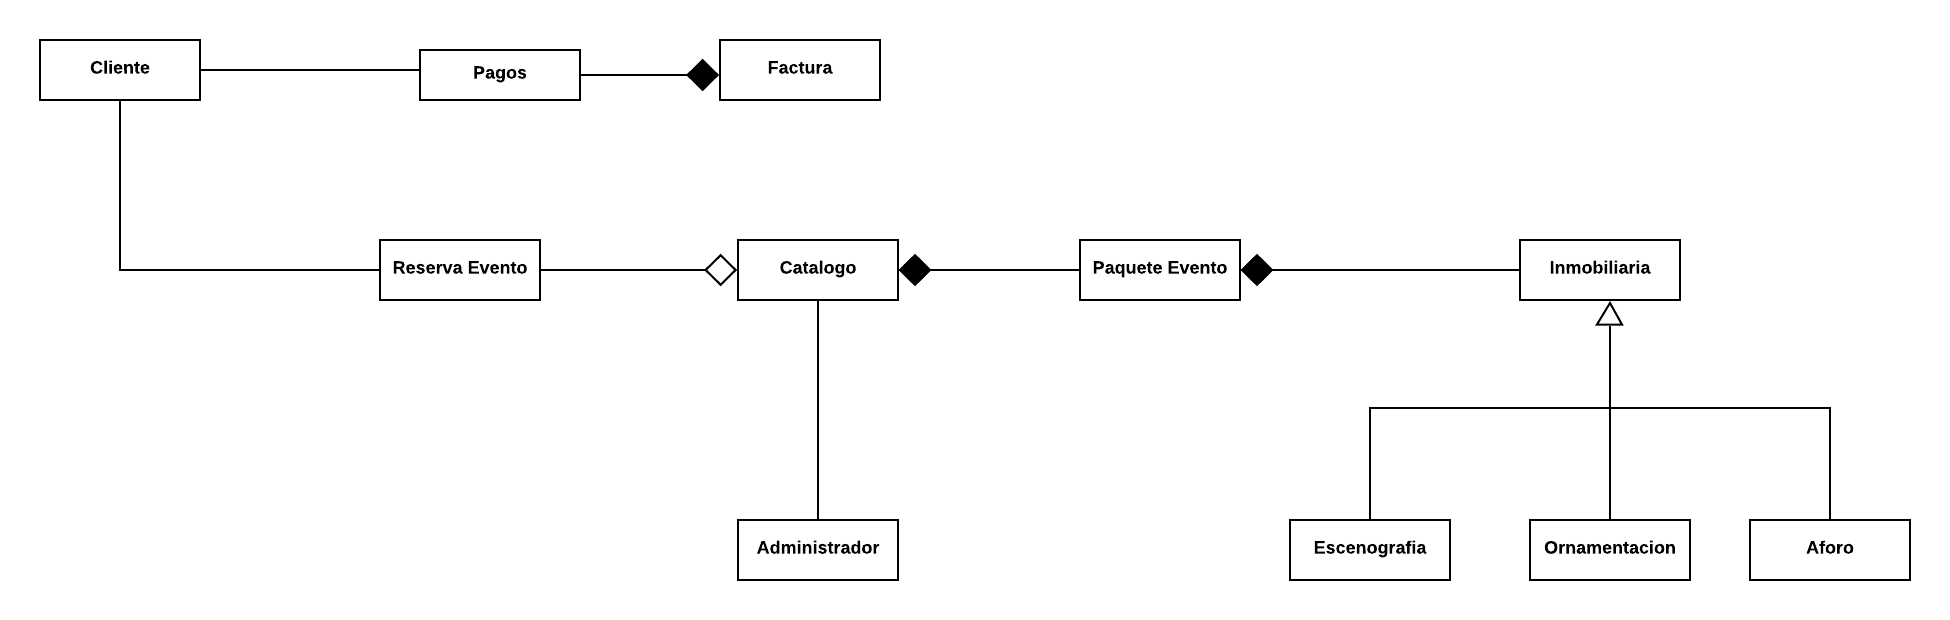 Cliente
Pagos
Factura
Reserva Evento
Catalogo
Paquete Evento
Inmobiliaria
Administrador
Escenografia
Ornamentacion
Aforo